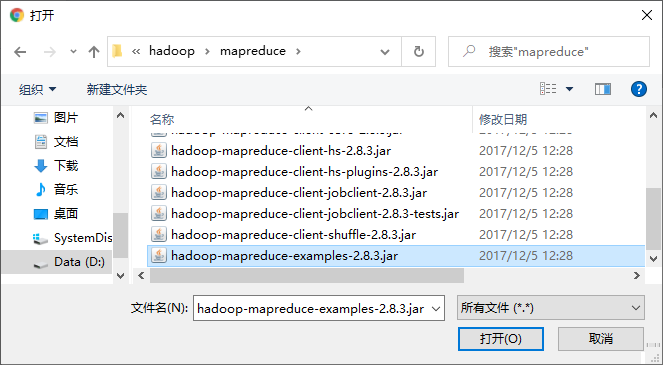 打开
« hadoop › mapreduce ›
搜索"mapreduce"
组织
新建文件夹
图片
文档
下载
音乐
桌面
SystemDis
Data (D:)
名称 修改日期
2017/12/5 12:28
hadoop-mapreduce-client-hs-2.8.3.jar 2017/12/5 12:28
hadoop-mapreduce-client-hs-plugins-2.8.3.jar 2017/12/5 12:28
hadoop-mapreduce-client-jobclient-2.8.3.jar 2017/12/5 12:28
hadoop-mapreduce-client-jobclient-2.8.3-tests.jar 2017/12/5 12:28
hadoop-mapreduce-client-shuffle-2.8.3.jar 2017/12/5 12:28
hadoop-mapreduce-examples-2.8.3.jar 2017/12/5 12:28
文件名(N): hadoop-mapreduce-examples-2.8.3.jar 所有文件 (*.*)
打开(O) 取消